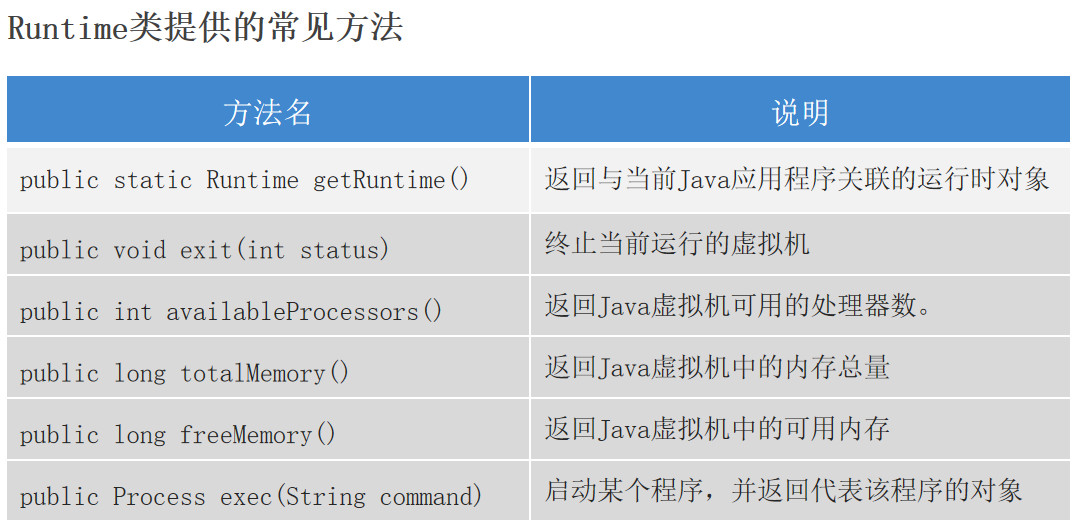 Runtime类提供的常见方法
方法名 说明
public static Runtime getRuntime() 返回与当前Java应用程序关联的运行时对象
public void exit(int status) 终止当前运行的虚拟机
public int availableProcessors() 返回Java虚拟机可用的处理器数。
public long totalMemory() 返回Java虚拟机中的内存总量
public long freeMemory() 返回Java虚拟机中的可用内存
public Process exec(String command) 启动某个程序，并返回代表该程序的对象